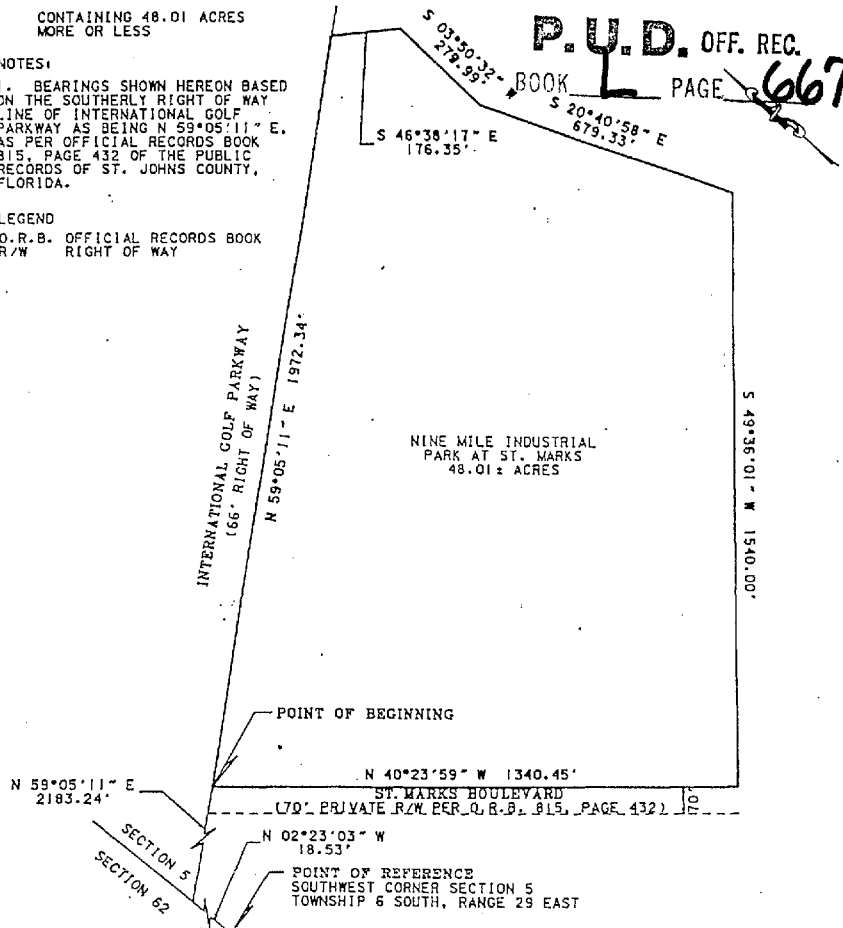 CONTAINING 48.01 ACRES
MORE OR LESS
P.U.D. OFF. REC.
BOOK L PAGE 667
NOTES:
1. BEARINGS SHOWN HEREON BASED
ON THE SOUTHERLY RIGHT OF WAY
LINE OF INTERNATIONAL GOLF
PARKWAY AS BEING N 59°05'11" E,
AS PER OFFICIAL RECORDS BOOK
815, PAGE 432 OF THE PUBLIC
RECORDS OF ST. JOHNS COUNTY,
FLORIDA.
LEGEND
O.R.B. OFFICIAL RECORDS BOOK
R/W RIGHT OF WAY
S 03°50'32" W
279.99'
S 20°40'58" E
679.33'
S 46°38'17" E
176.35'
INTERNATIONAL GOLF PARKWAY
(66' RIGHT OF WAY)
N 59°05'11" E 1972.34'
NINE MILE INDUSTRIAL
PARK AT ST. MARKS
48.01± ACRES
S 49°36'01" W 1540.00'
POINT OF BEGINNING
N 40°23'59" W 1340.45'
ST. MARKS BOULEVARD
(70' PRIVATE R/W PER O.R.B. 815, PAGE 432)
70'
N 59°05'11" E
2183.24'
SECTION 5
SECTION 62
N 02°23'03" W
18.53'
POINT OF REFERENCE
SOUTHWEST CORNER SECTION 5
TOWNSHIP 6 SOUTH, RANGE 29 EAST